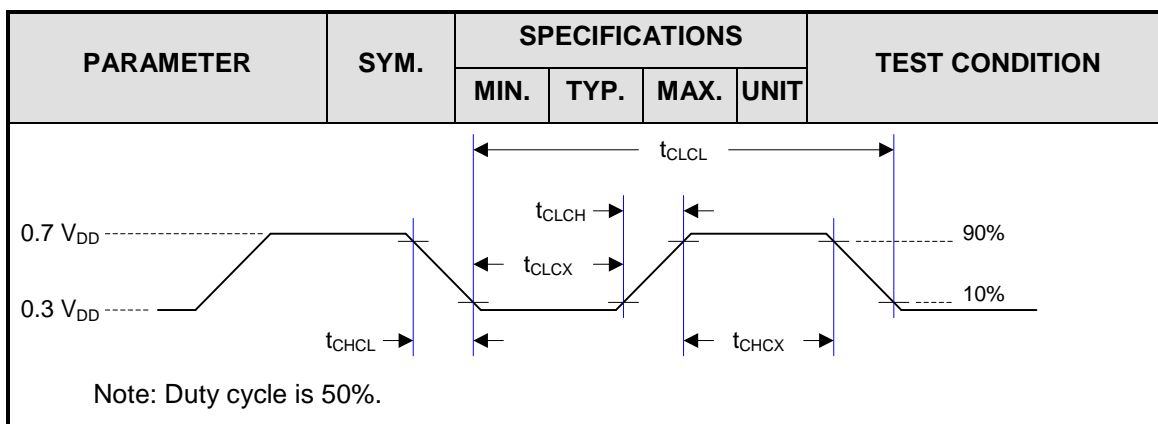 PARAMETER SYM. SPECIFICATIONS TEST CONDITION
MIN. TYP. MAX. UNIT
tCLCL
tCLCH
0.7 VDD 90%
tCLCX
0.3 VDD 10%
tCHCL tCHCX
Note: Duty cycle is 50%.